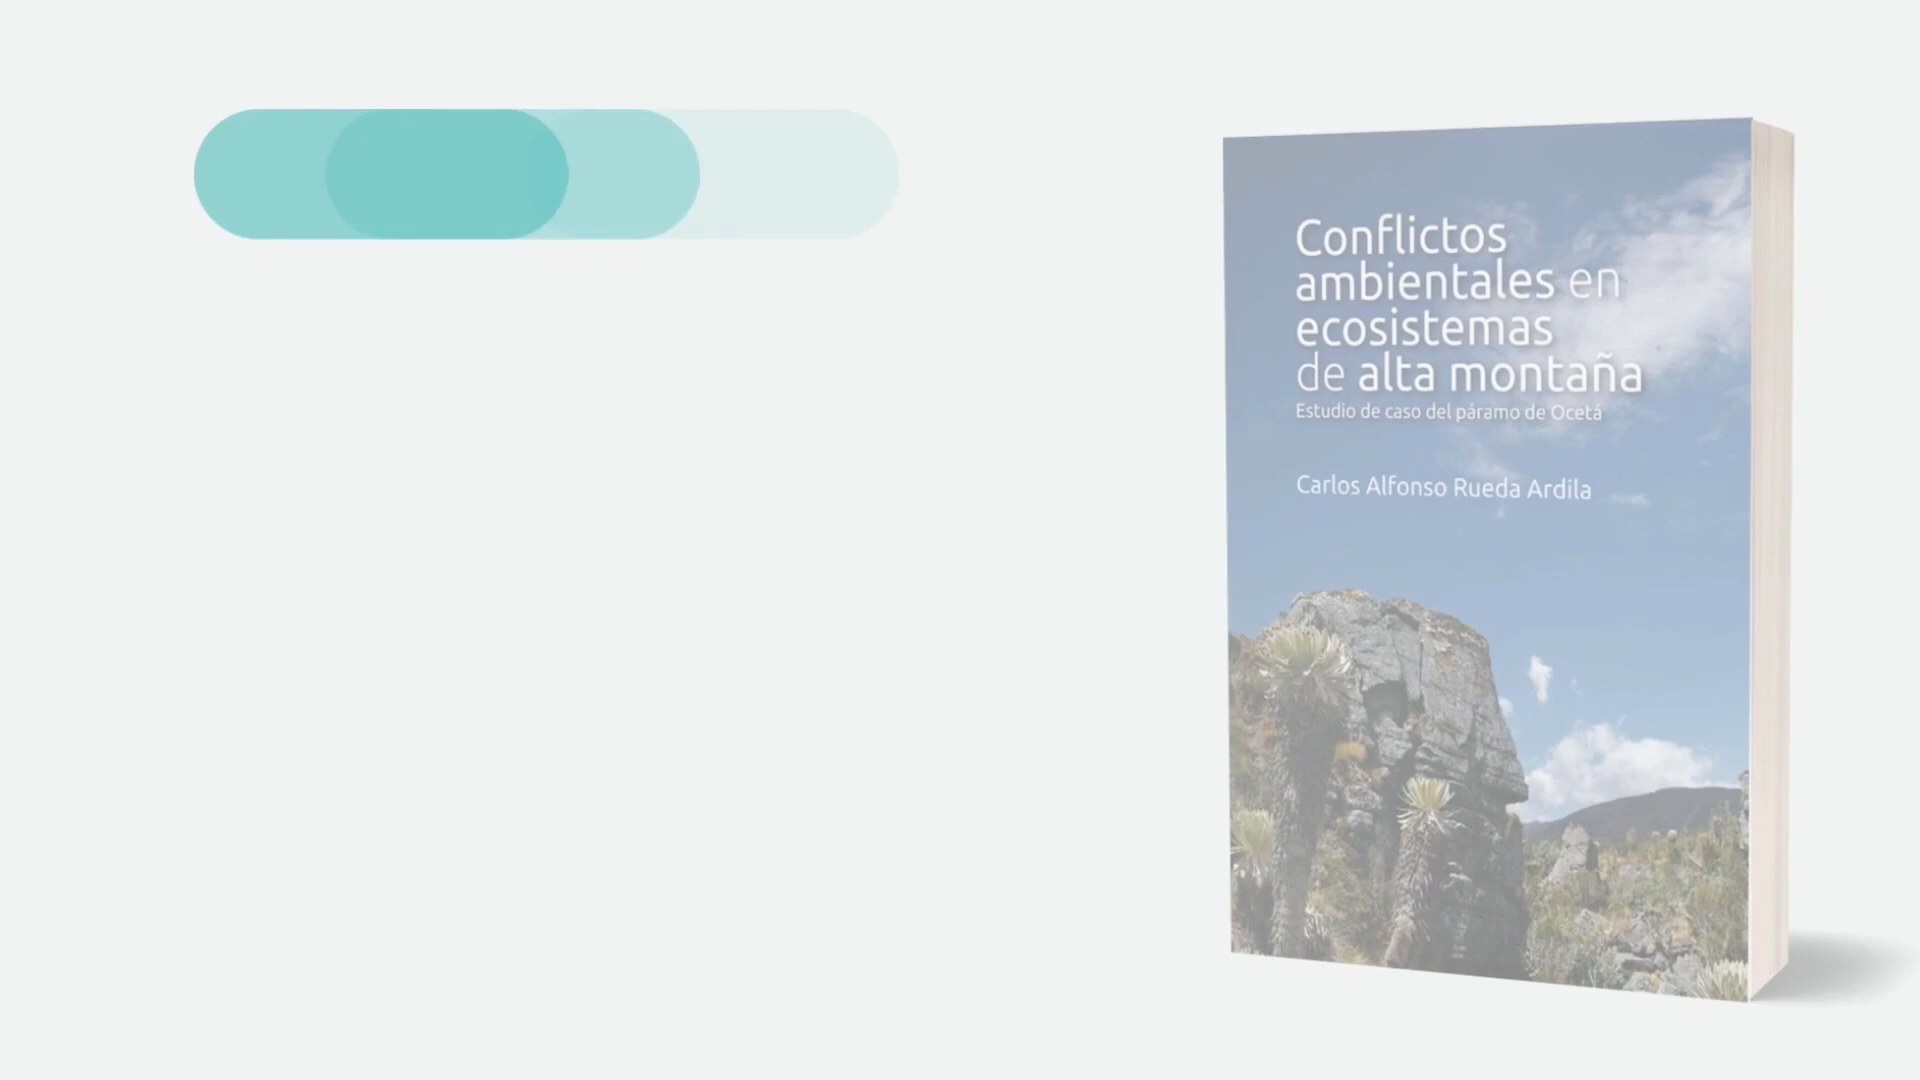 Conflictos
ambientales en
ecosistemas
de alta montaña
Estudio de caso del páramo de Ocetá
Carlos Alfonso Rueda Ardila